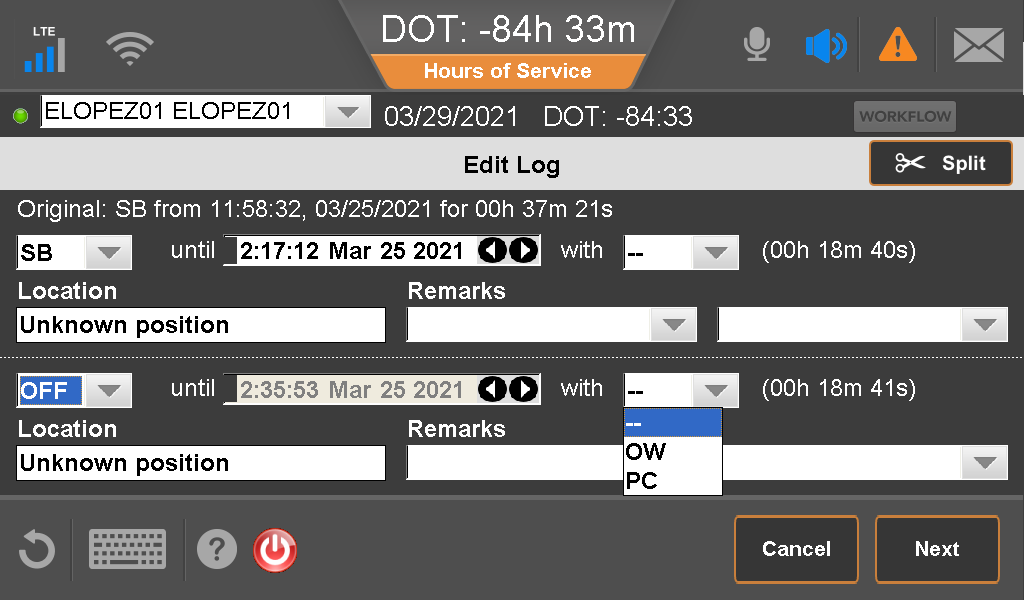 LTE
DOT: -84h 33m
Hours of Service
ELOPEZ01 ELOPEZ01 03/29/2021 DOT: -84:33 WORKFLOW
Edit Log Split
Original: SB from 11:58:32, 03/25/2021 for 00h 37m 21s
SB until 2:17:12 Mar 25 2021 with -- (00h 18m 40s)
Location Remarks
Unknown position
OFF until 2:35:53 Mar 25 2021 with -- (00h 18m 41s)
Location Remarks --
OW
Unknown position
PC
? Cancel Next